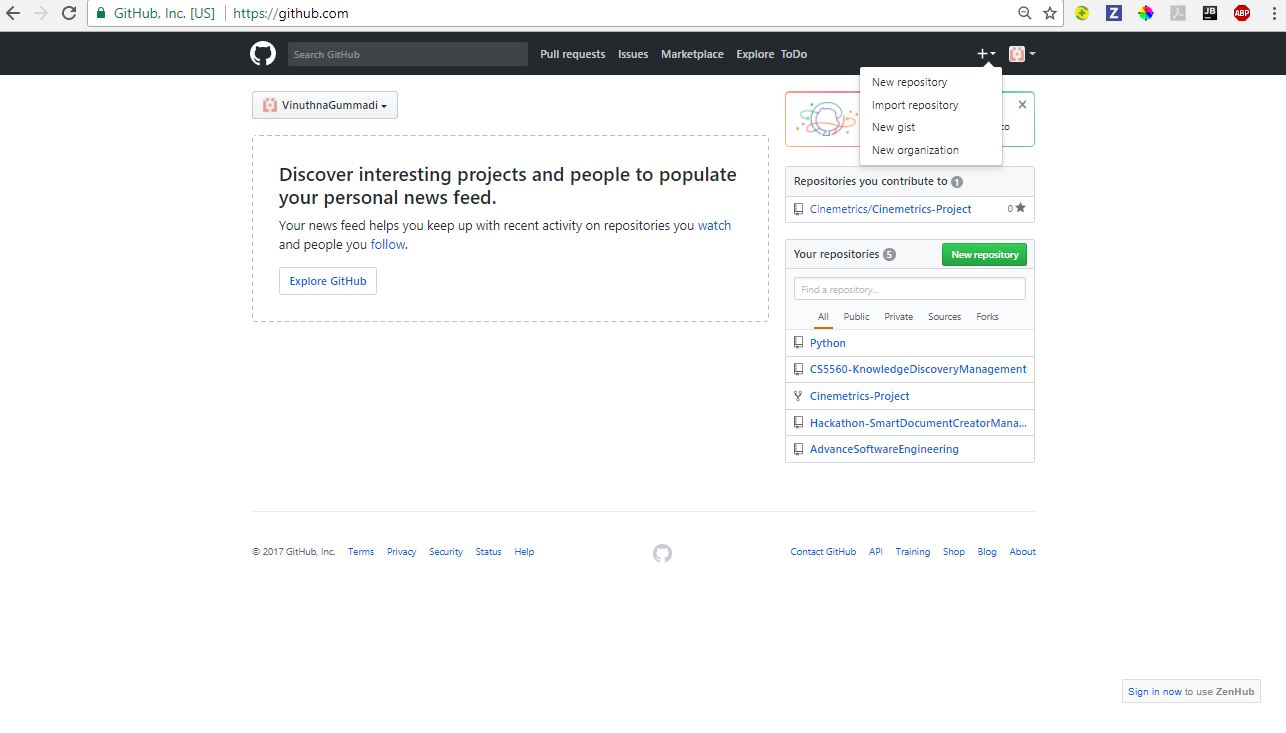 GitHub, Inc. [US] https://github.com
Z JB ABP
Search GitHub Pull requests Issues Marketplace Explore ToDo
New repository
Import repository
New gist
New organization
VinuthnaGummadi
co
Discover interesting projects and people to populate
your personal news feed.
Your news feed helps you keep up with recent activity on repositories you watch
and people you follow.
Explore GitHub
Repositories you contribute to 1
Cinemetrics/Cinemetrics-Project 0
Your repositories 5 New repository
Find a repository...
All Public Private Sources Forks
Python
CS5560-KnowledgeDiscoveryManagement
Cinemetrics-Project
Hackathon-SmartDocumentCreatorMana...
AdvanceSoftwareEngineering
© 2017 GitHub, Inc. Terms Privacy Security Status Help
Contact GitHub API Training Shop Blog About
Sign in now to use ZenHub